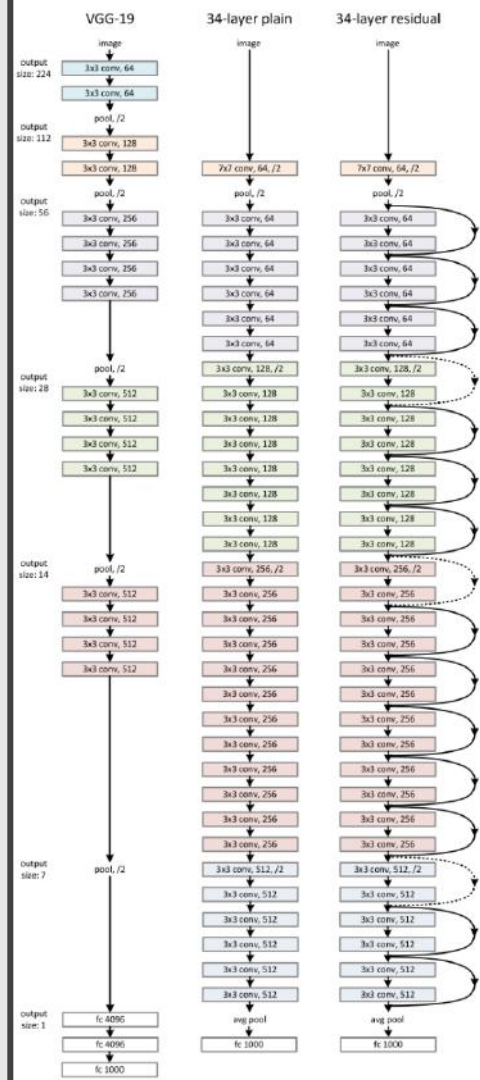 VGG-19
34-layer plain
34-layer residual
output
size: 224
output
size: 112
output
size: 56
output
size: 28
output
size: 14
output
size: 7
output
size: 1
image
3x3 conv, 64
3x3 conv, 64
pool, /2
3x3 conv, 128
3x3 conv, 128
pool, /2
3x3 conv, 256
3x3 conv, 256
3x3 conv, 256
3x3 conv, 256
pool, /2
3x3 conv, 512
3x3 conv, 512
3x3 conv, 512
3x3 conv, 512
pool, /2
3x3 conv, 512
3x3 conv, 512
3x3 conv, 512
3x3 conv, 512
pool, /2
fc 4096
fc 4096
fc 1000
image
7x7 conv, 64, /2
pool, /2
3x3 conv, 64
3x3 conv, 64
3x3 conv, 64
3x3 conv, 64
3x3 conv, 64
3x3 conv, 64
3x3 conv, 128, /2
3x3 conv, 128
3x3 conv, 128
3x3 conv, 128
3x3 conv, 128
3x3 conv, 128
3x3 conv, 128
3x3 conv, 128
3x3 conv, 256, /2
3x3 conv, 256
3x3 conv, 256
3x3 conv, 256
3x3 conv, 256
3x3 conv, 256
3x3 conv, 256
3x3 conv, 256
3x3 conv, 256
3x3 conv, 256
3x3 conv, 256
3x3 conv, 256
3x3 conv, 512, /2
3x3 conv, 512
3x3 conv, 512
3x3 conv, 512
3x3 conv, 512
3x3 conv, 512
avg pool
fc 1000
image
7x7 conv, 64, /2
pool, /2
3x3 conv, 64
3x3 conv, 64
3x3 conv, 64
3x3 conv, 64
3x3 conv, 64
3x3 conv, 64
3x3 conv, 128, /2
3x3 conv, 128
3x3 conv, 128
3x3 conv, 128
3x3 conv, 128
3x3 conv, 128
3x3 conv, 128
3x3 conv, 128
3x3 conv, 256, /2
3x3 conv, 256
3x3 conv, 256
3x3 conv, 256
3x3 conv, 256
3x3 conv, 256
3x3 conv, 256
3x3 conv, 256
3x3 conv, 256
3x3 conv, 256
3x3 conv, 256
3x3 conv, 256
3x3 conv, 512, /2
3x3 conv, 512
3x3 conv, 512
3x3 conv, 512
3x3 conv, 512
3x3 conv, 512
avg pool
fc 1000